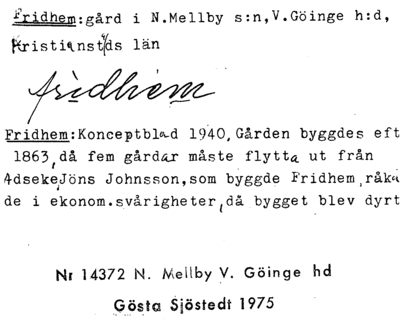 Fridhem:gård i N.Mellby s:n,V.Göinge h:d,
Kristianstads län
fridhem
Fridhem:Konceptblad 1940,Gården byggdes eft
1863,då fem gårdar måste flytta ut från
Ådseke,Jöns Johnsson,som byggde Fridhem,råka
de i ekonom.svårigheter,då bygget blev dyrt
Nr 14372 N. Mellby V. Göinge hd
Gösta Sjöstedt 1975